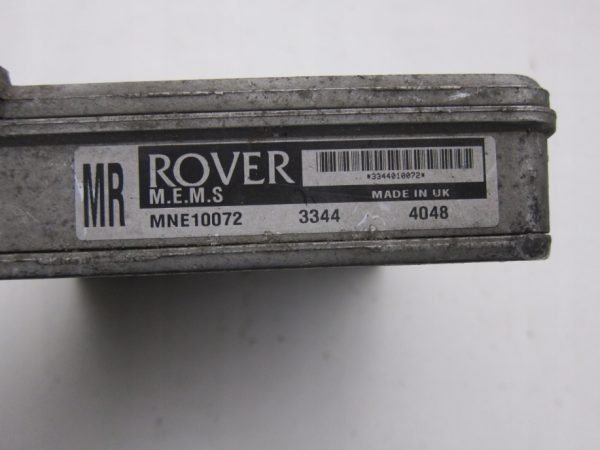 MR
ROVER
M.E.M.S
*3344010072*
MADE IN UK
MNE10072 3344 4048